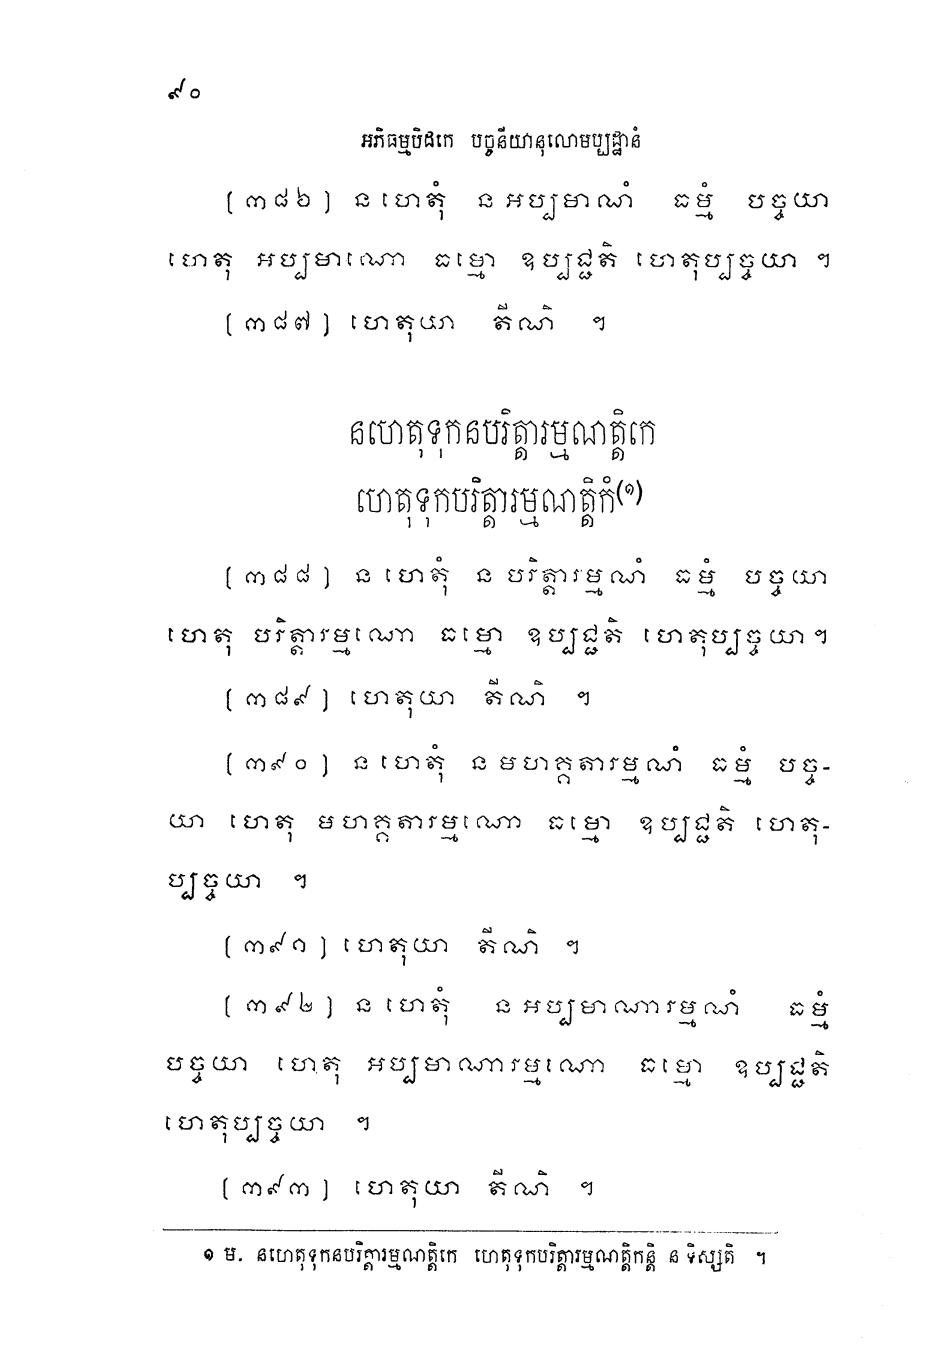 ៩០
អភិធម្មបិដកេ បច្ចនីយានុលោមប្បដ្ឋានំ
[៣៨៦] ន ហេតុំ ន អប្បមាណំ ធម្មំ បច្ចយា
ហេតុ អប្បមាណោ ធម្មោ ឧប្បជ្ជតិ ហេតុប្បច្ចយា ។
[៣៨៧] ហេតុយា តីណិ ។
នហេតុទុកនបរិត្តារម្មណត្តិកេ
ហេតុទុកបរិត្តារម្មណត្តិកំ(១)
[៣៨៨] ន ហេតុំ ន បរិត្តារម្មណំ ធម្មំ បច្ចយា
ហេតុ បរិត្តារម្មណោ ធម្មោ ឧប្បជ្ជតិ ហេតុប្បច្ចយា ។
[៣៨៩] ហេតុយា តីណិ ។
[៣៩០] ន ហេតុំ ន មហគ្គតារម្មណំ ធម្មំ បច្ច-
យា ហេតុ មហគ្គតារម្មណោ ធម្មោ ឧប្បជ្ជតិ ហេតុ-
ប្បច្ចយា ។
[៣៩១] ហេតុយា តីណិ ។
[៣៩២] ន ហេតុំ ន អប្បមាណារម្មណំ ធម្មំ
បច្ចយា ហេតុ អប្បមាណារម្មណោ ធម្មោ ឧប្បជ្ជតិ
ហេតុប្បច្ចយា ។
[៣៩៣] ហេតុយា តីណិ ។
១ ម. នហេតុទុកនបរិត្តារម្មណត្តិកេ ហេតុទុកបរិត្តារម្មណត្តិកន្តិ ន ទិស្សតិ ។